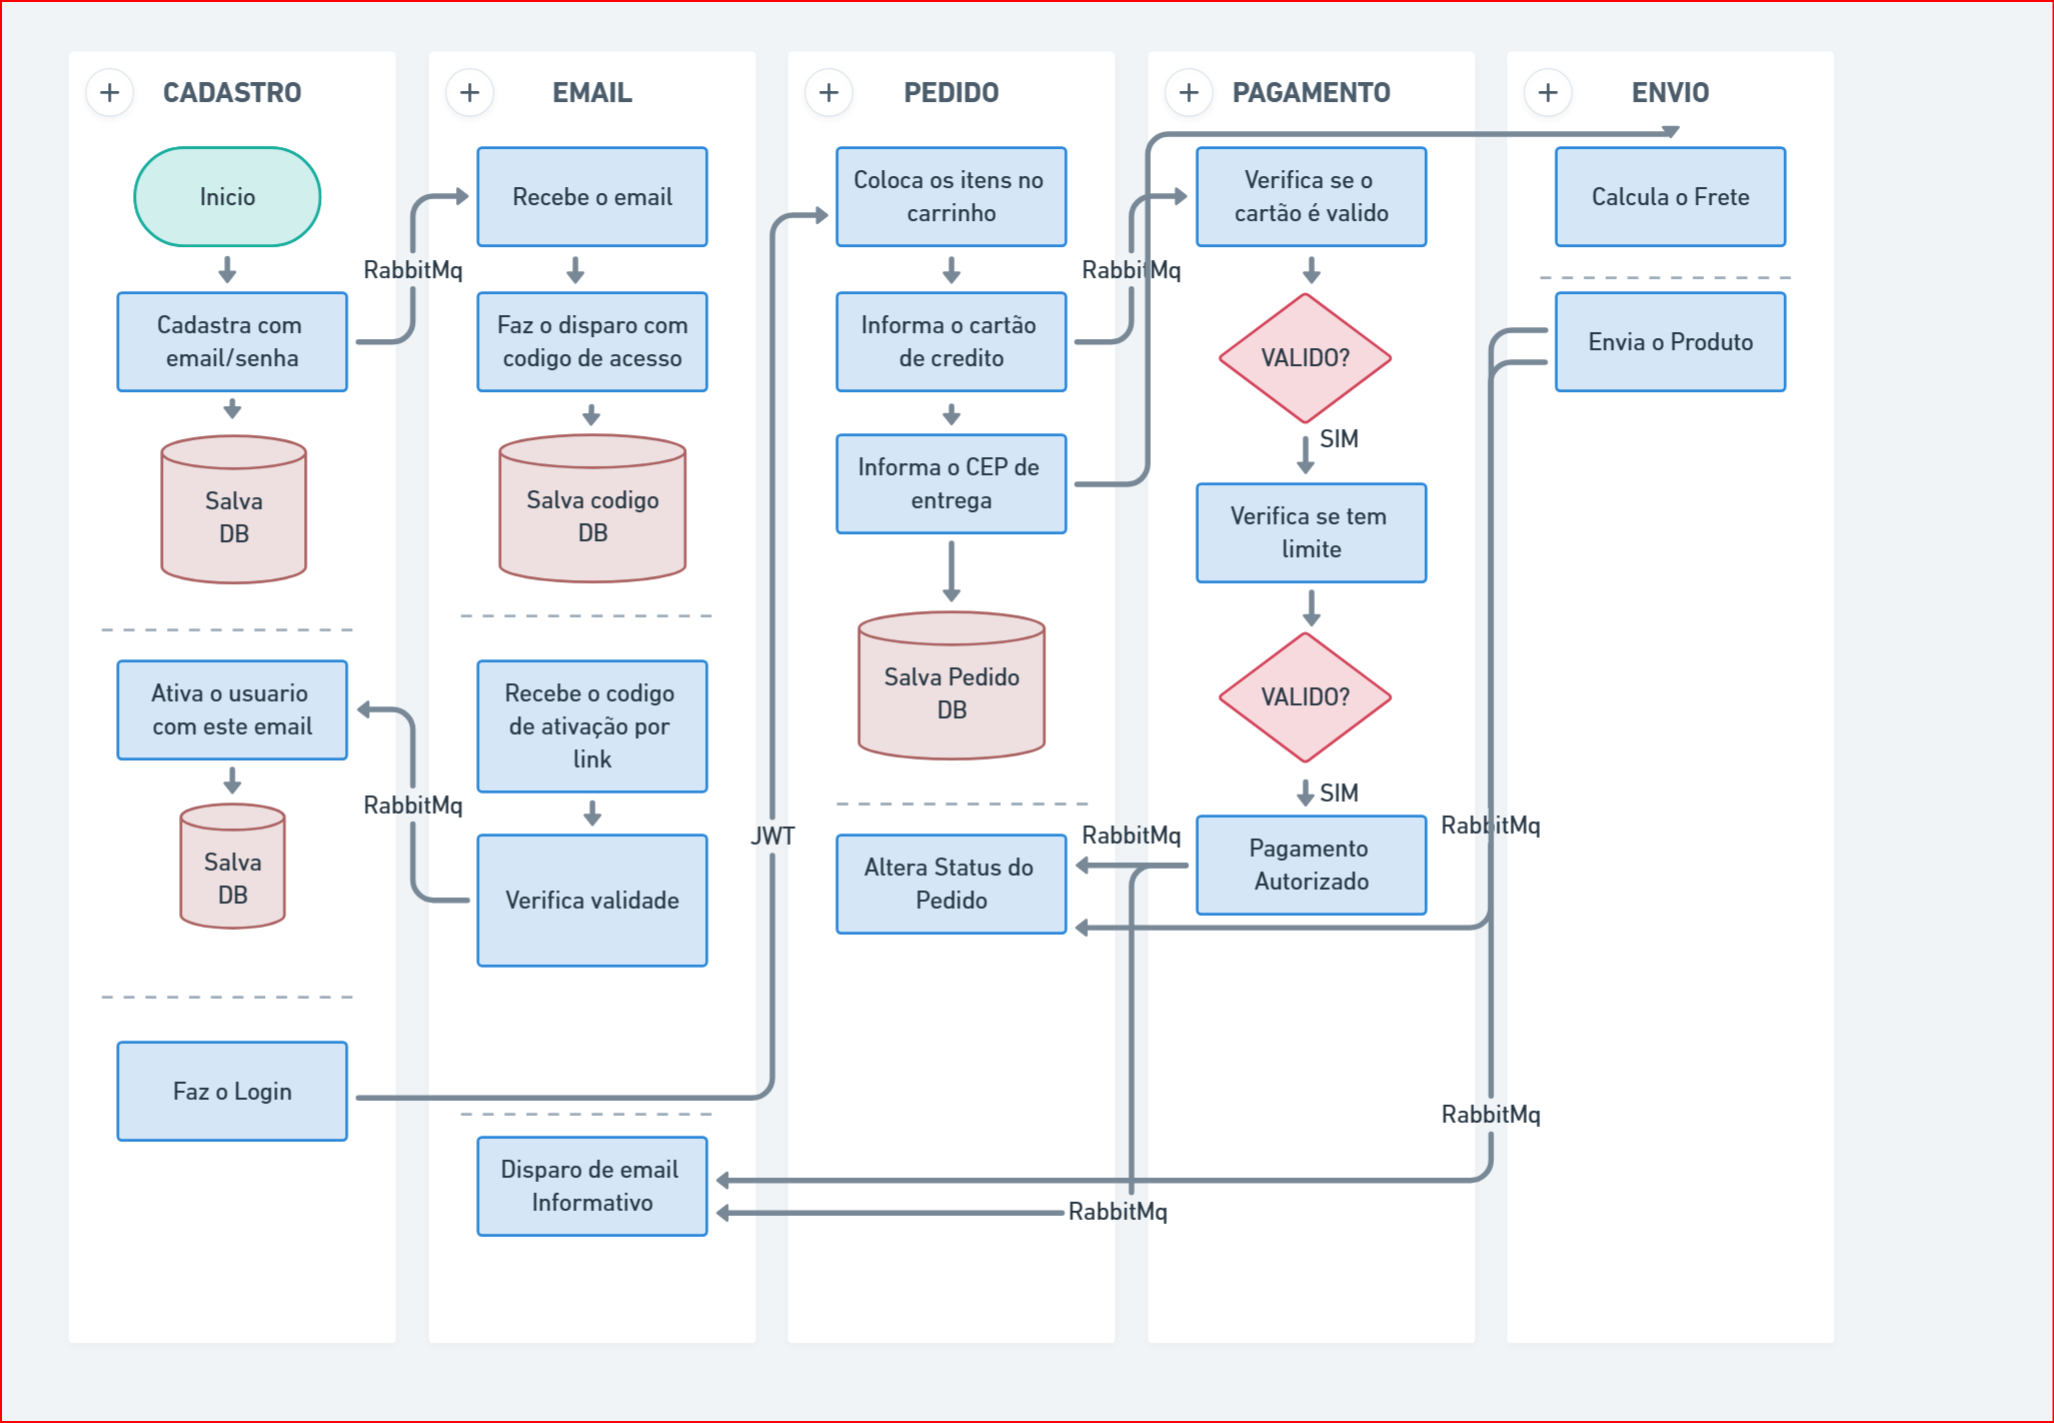 CADASTRO
Inicio
Cadastra com
email/senha
Salva
DB
Ativa o usuario
com este email
Salva
DB
Faz o Login
RabbitMq
RabbitMq
EMAIL
Recebe o email
Faz o disparo com
codigo de acesso
Salva codigo
DB
Recebe o codigo
de ativação por
link
Verifica validade
Disparo de email
Informativo
JWT
PEDIDO
Coloca os itens no
carrinho
Informa o cartão
de credito
Informa o CEP de
entrega
Salva Pedido
DB
Altera Status do
Pedido
RabbitMq
RabbitMq
RabbitMq
PAGAMENTO
Verifica se o
cartão é valido
VALIDO?
SIM
Verifica se tem
limite
VALIDO?
SIM
Pagamento
Autorizado
RabbitMq
RabbitMq
ENVIO
Calcula o Frete
Envia o Produto